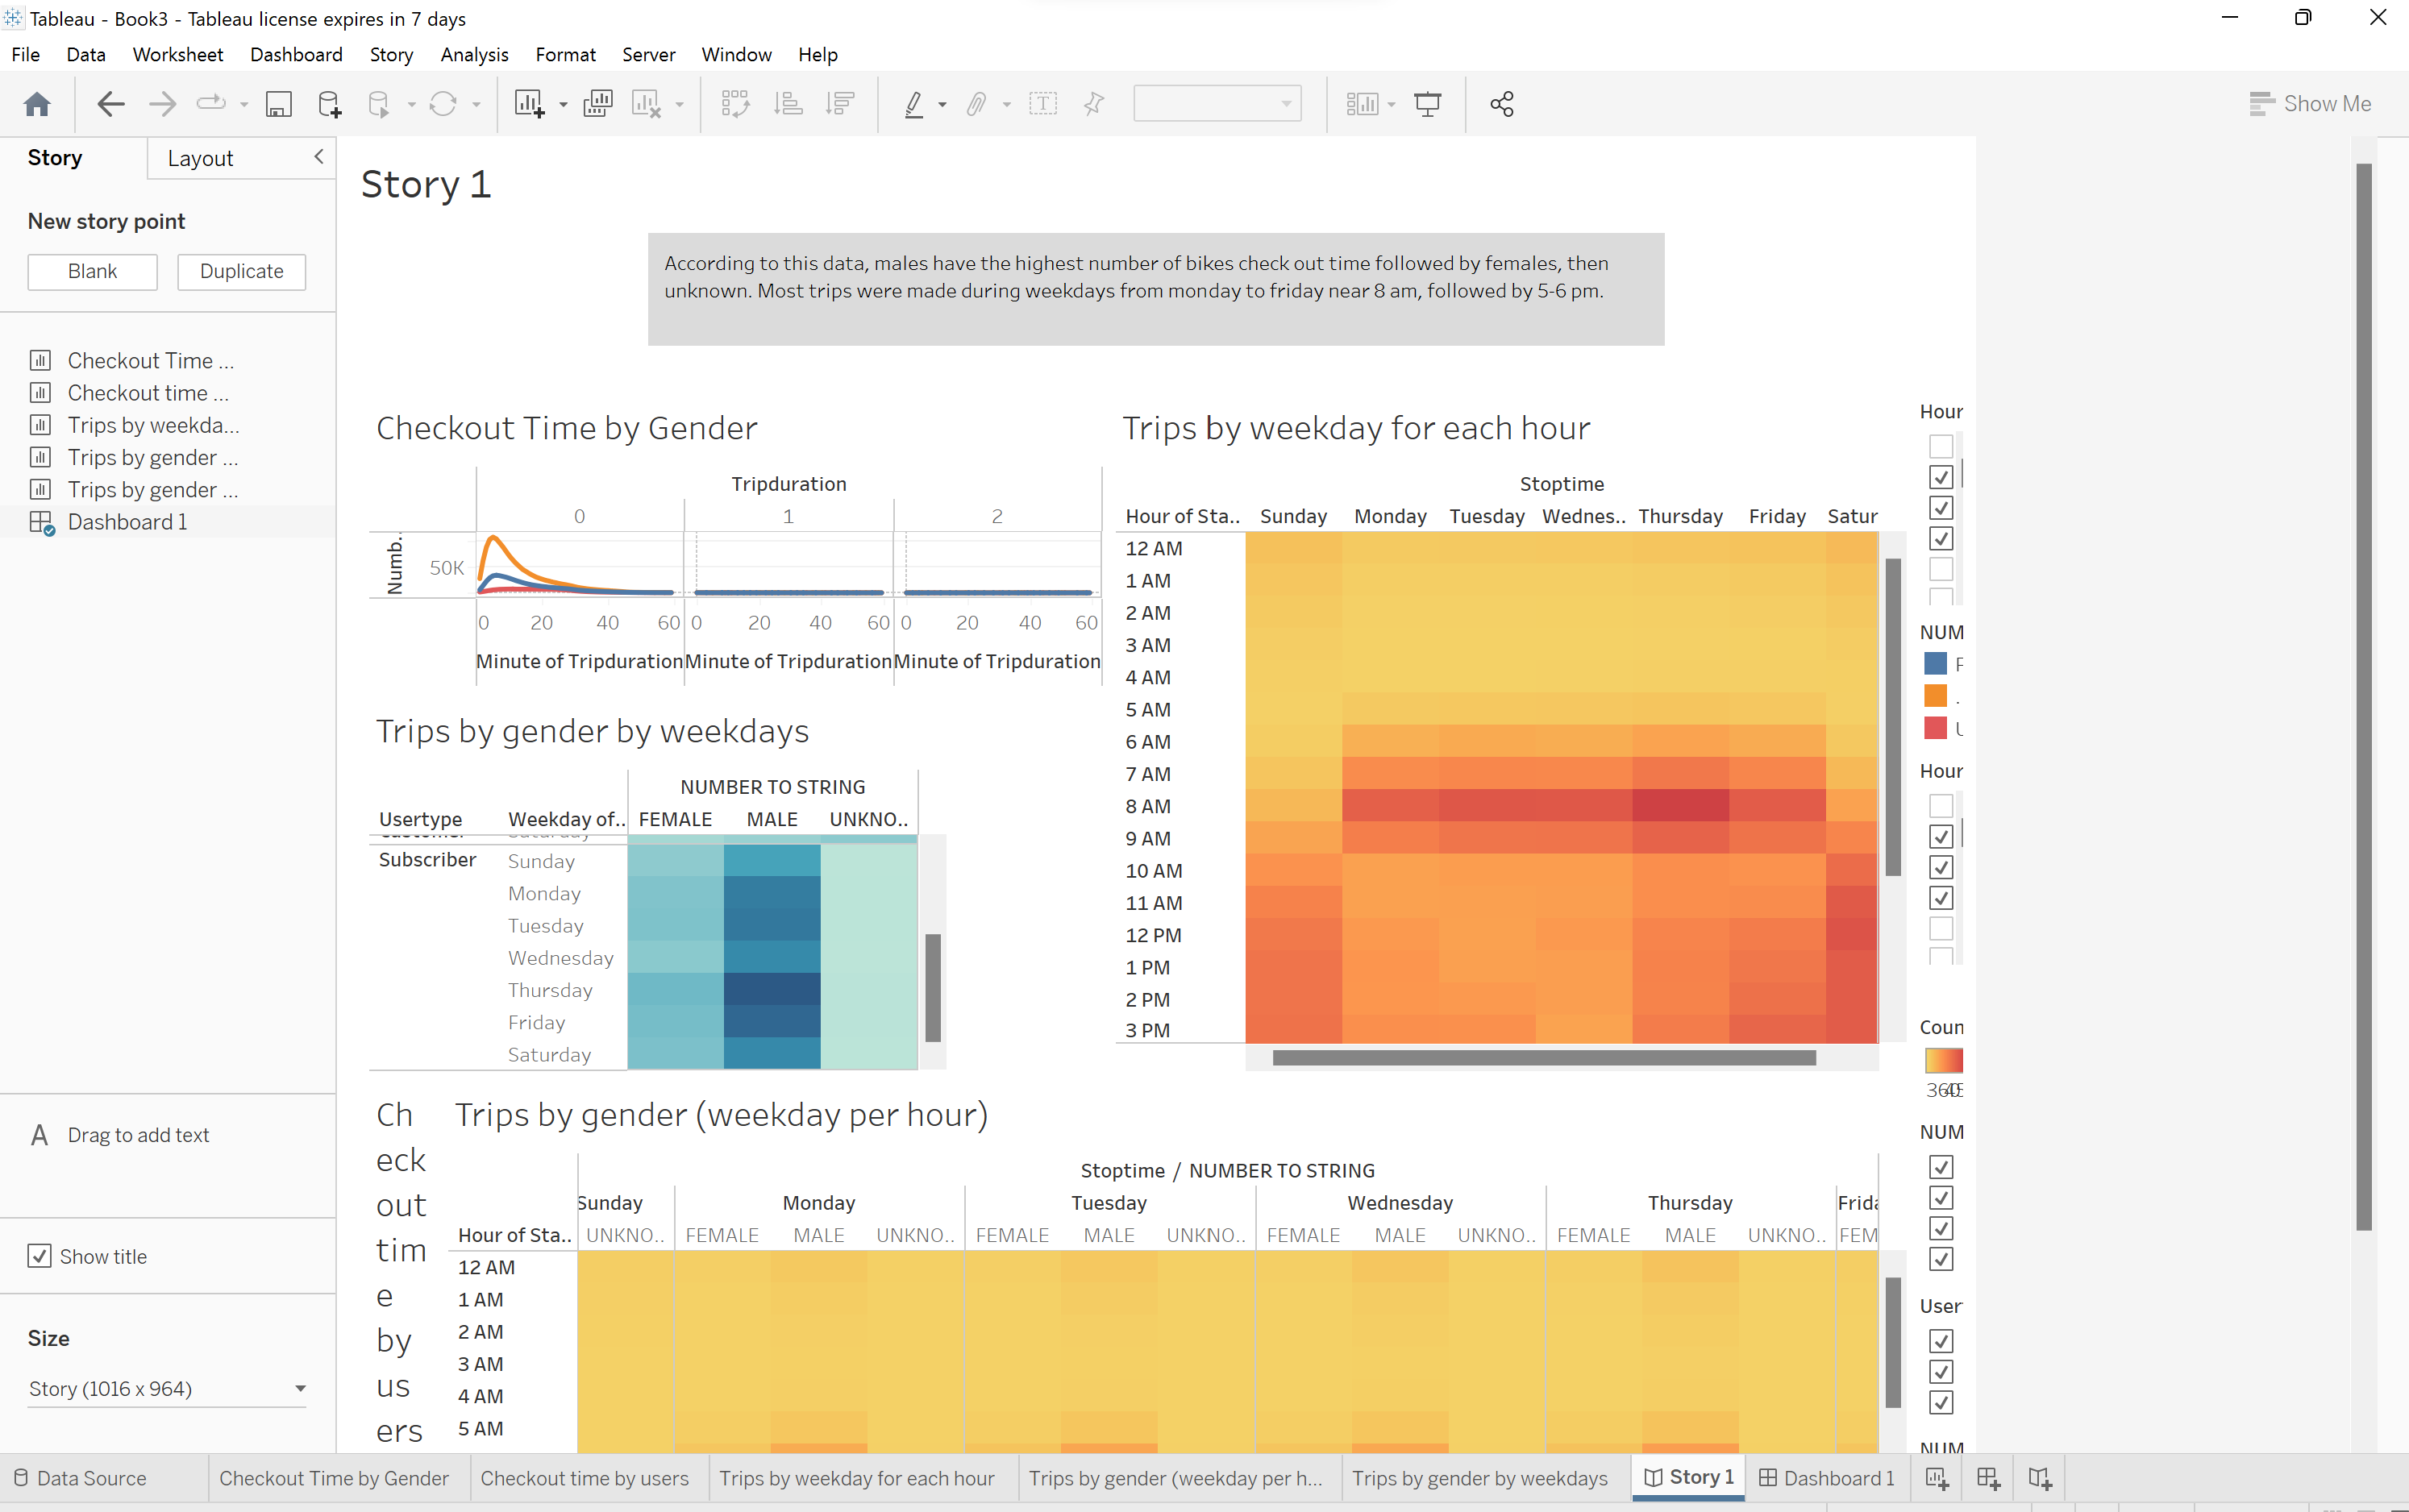 Tableau - Book3 - Tableau license expires in 7 days
File Data Worksheet Dashboard Story Analysis Format Server Window Help
Show Me
Story Layout
New story point
Blank Duplicate
Checkout Time ...
Checkout time ...
Trips by weekda...
Trips by gender ...
Trips by gender ...
Dashboard 1
A Drag to add text
Show title
Size
Story (1016 x 964)
Story 1
According to this data, males have the highest number of bikes check out time followed by females, then
unknown. Most trips were made during weekdays from monday to friday near 8 am, followed by 5-6 pm.
Checkout Time by Gender
Tripduration
0 1 2
Numb..
50K
0 20 40 60 0 20 40 60 0 20 40 60
Minute of Tripduration Minute of Tripduration Minute of Tripduration
Trips by gender by weekdays
NUMBER TO STRING
Usertype Weekday of.. FEMALE MALE UNKNO..
Subscriber Sunday
Monday
Tuesday
Wednesday
Thursday
Friday
Saturday
Trips by weekday for each hour
Stoptime
Hour of Sta.. Sunday Monday Tuesday Wednes.. Thursday Friday Satur
12 AM
1 AM
2 AM
3 AM
4 AM
5 AM
6 AM
7 AM
8 AM
9 AM
10 AM
11 AM
12 PM
1 PM
2 PM
3 PM
Hour
NUM
Hour
Coun
NUM
User
NUM
Ch
eck
out
tim
e
by
us
ers
Trips by gender (weekday per hour)
Stoptime / NUMBER TO STRING
Sunday Monday Tuesday Wednesday Thursday Frida
Hour of Sta.. UNKNO.. FEMALE MALE UNKNO.. FEMALE MALE UNKNO.. FEMALE MALE UNKNO.. FEMALE MALE UNKNO.. FEM
12 AM
1 AM
2 AM
3 AM
4 AM
5 AM
Data Source Checkout Time by Gender Checkout time by users Trips by weekday for each hour Trips by gender (weekday per h... Trips by gender by weekdays Story 1 Dashboard 1